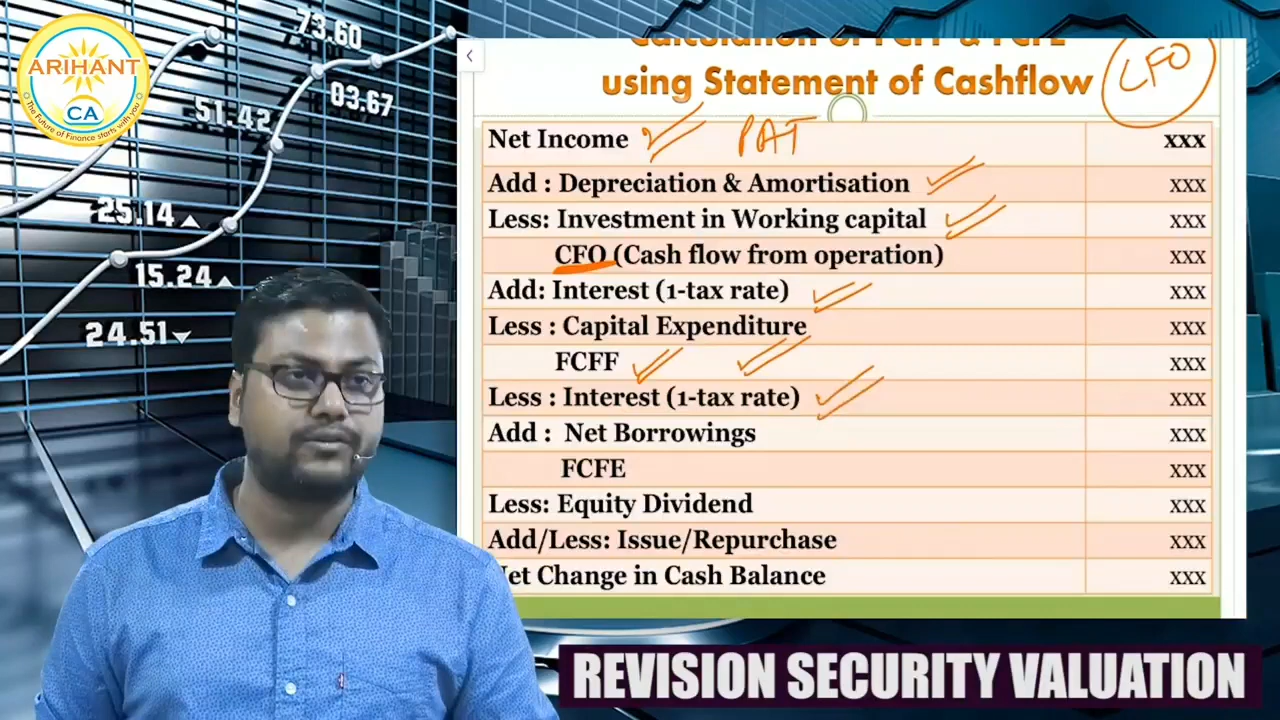 ARIHANT
CA
The Future of Finance starts with you
73.60
51.42
03.67
25.14
15.24
24.51
using Statement of Cashflow
CFO
Net Income xxx
PAT
Add : Depreciation & Amortisation xxx
Less: Investment in Working capital xxx
CFO (Cash flow from operation) xxx
Add: Interest (1-tax rate) xxx
Less : Capital Expenditure xxx
FCFF xxx
Less : Interest (1-tax rate) xxx
Add : Net Borrowings xxx
FCFE xxx
Less: Equity Dividend xxx
Add/Less: Issue/Repurchase xxx
Change in Cash Balance xxx
REVISION SECURITY VALUATION